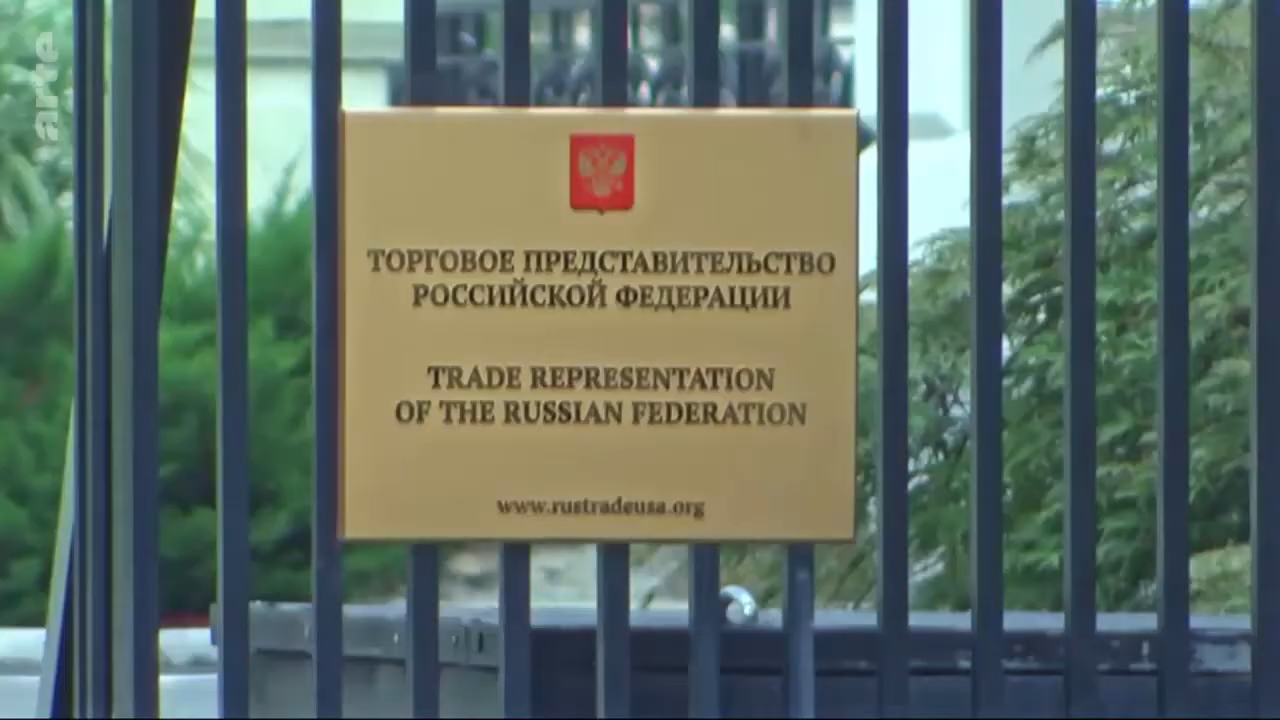 arte
ТОРГОВОЕ ПРЕДСТАВИТЕЛЬСТВО
РОССИЙСКОЙ ФЕДЕРАЦИИ
TRADE REPRESENTATION
OF THE RUSSIAN FEDERATION
www.rustradeusa.org